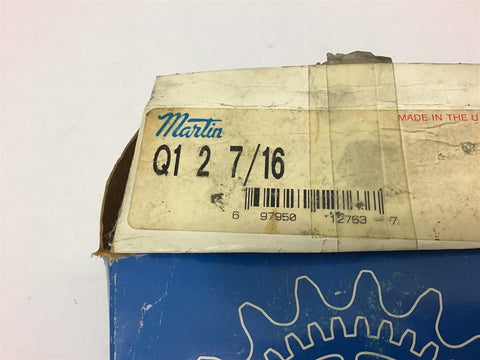 Martin
MADE IN THE U
Q1 2 7/16
6 97950 12763 7